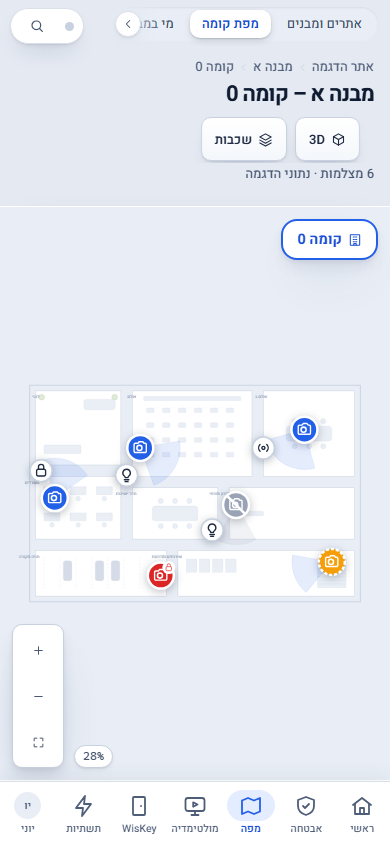 אתרים ומבנים
מפת קומה
מי במב
אתר הדגמה
מבנה א
קומה 0
מבנה א – קומה 0
3D
שכבות
6 מצלמות · נתוני הדגמה
קומה 0
28%
ראשי
אבטחה
מפה
מולטימדיה
WisKey
תשתיות
יו
יוני